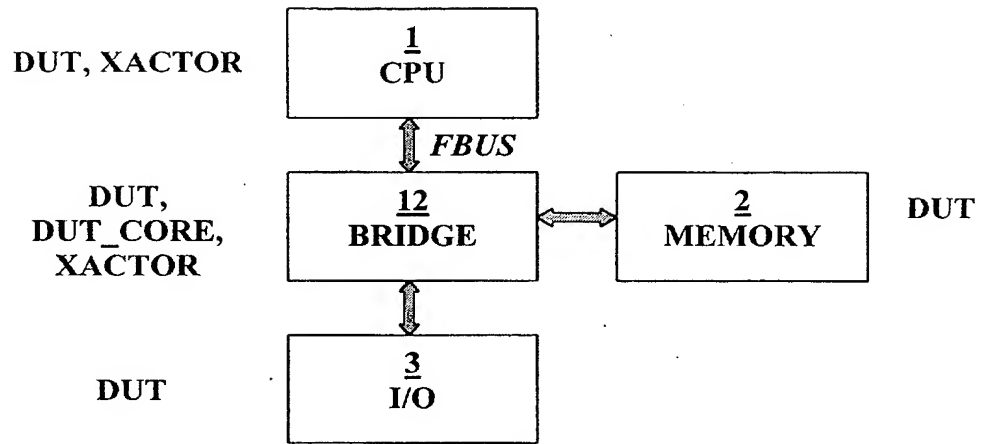 DUT, XACTOR
1
CPU
FBUS
DUT,
DUT_CORE,
XACTOR
12
BRIDGE
2
MEMORY
DUT
DUT
3
I/O